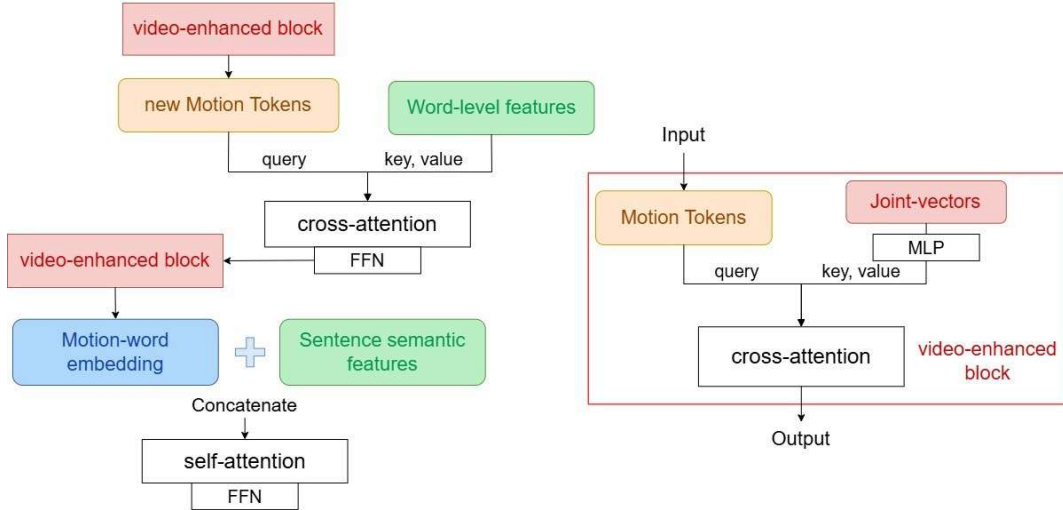 video-enhanced block
new Motion Tokens
Word-level features
query
key, value
cross-attention
FFN
video-enhanced block
Motion-word
embedding
Sentence semantic
features
Concatenate
self-attention
FFN
Input
Motion Tokens
Joint-vectors
MLP
query
key, value
cross-attention
video-enhanced
block
Output